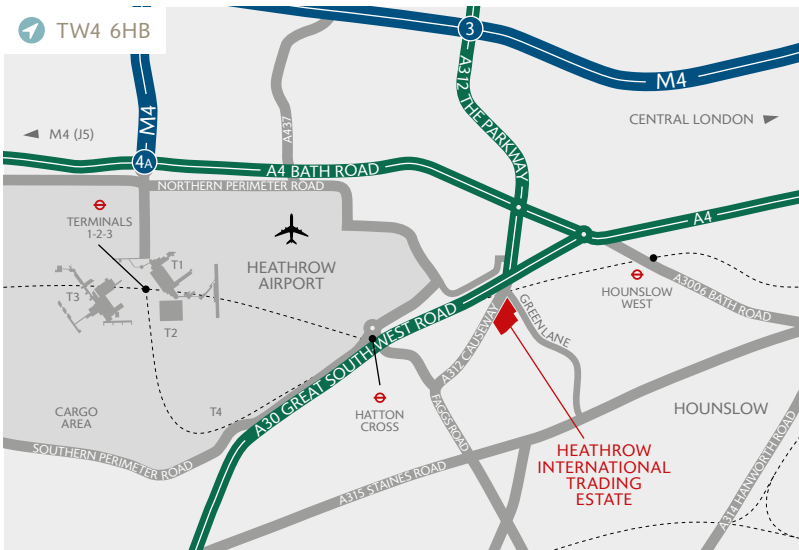 TW4 6HB
3
M4
M4 (J5)
M4
A437
A312 THE PARKWAY
CENTRAL LONDON
4A
A4 BATH ROAD
NORTHERN PERIMETER ROAD
TERMINALS
1-2-3
A4
HEATHROW
AIRPORT
T1
T3
T2
HOUNSLOW
WEST
A3006 BATH ROAD
GREEN LANE
A312 CAUSEWAY
A30 GREAT SOUTH WEST ROAD
HATTON
CROSS
FAGGS ROAD
CARGO
AREA
T4
HOUNSLOW
SOUTHERN PERIMETER ROAD
HEATHROW
INTERNATIONAL
TRADING
ESTATE
A315 STAINES ROAD
A314 HANWORTH ROAD